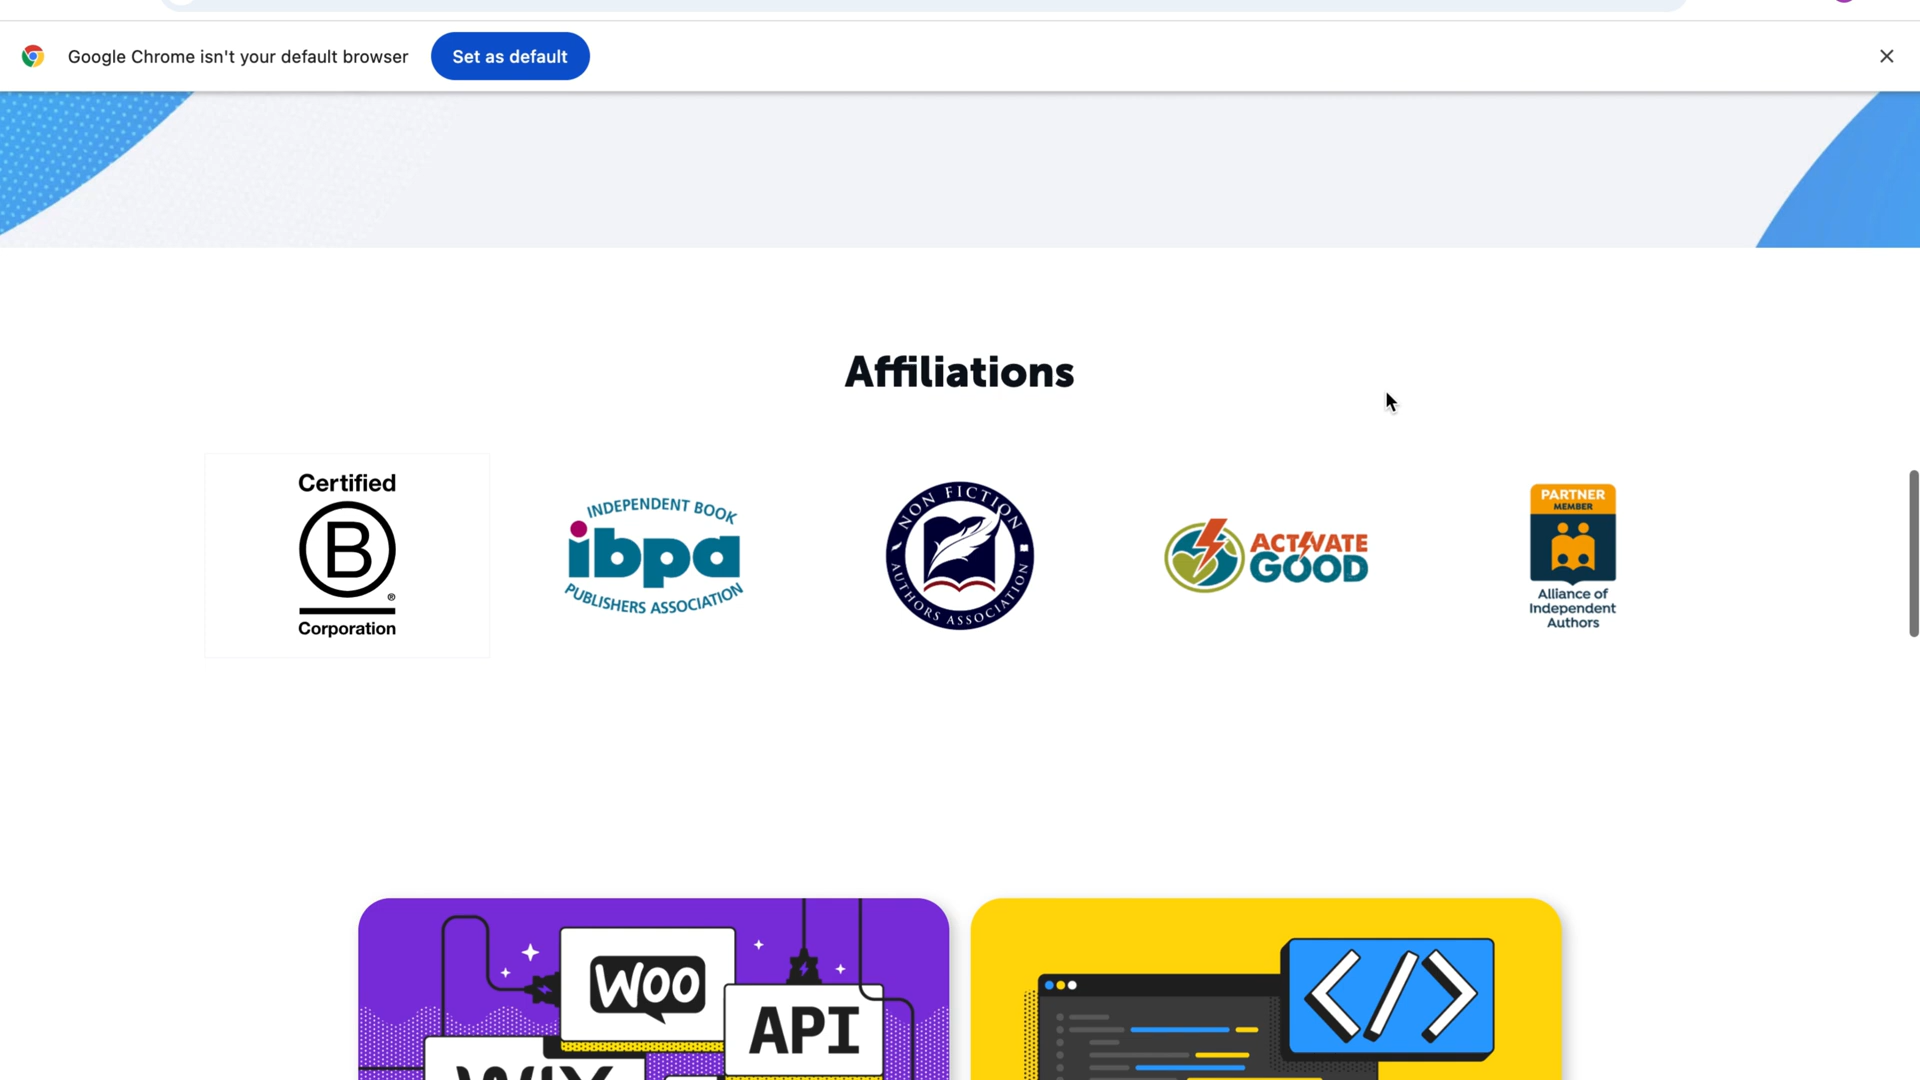 Google Chrome isn't your default browser
Set as default
Affiliations
Certified
B
®
Corporation
INDEPENDENT BOOK
ibpa
PUBLISHERS ASSOCIATION
NON FICTION
AUTHORS ASSOCIATION
ACTIVATE
GOOD
PARTNER
MEMBER
Alliance of
Independent
Authors
WOO
API
WIX